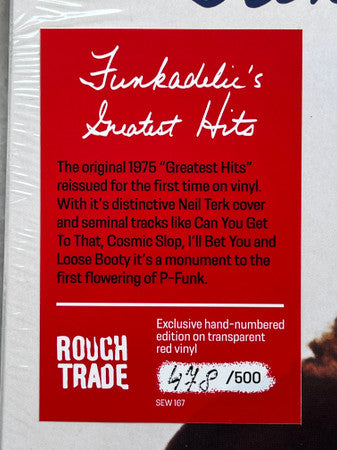 Funkadelic's
Greatest Hits
The original 1975 “Greatest Hits”
reissued for the first time on vinyl.
With it’s distinctive Neil Terk cover
and seminal tracks like Can You Get
To That, Cosmic Slop, I’ll Bet You and
Loose Booty it’s a monument to the
first flowering of P-Funk.
Exclusive hand-numbered
edition on transparent
red vinyl
ROUGH
TRADE
478 /500
SEW 167